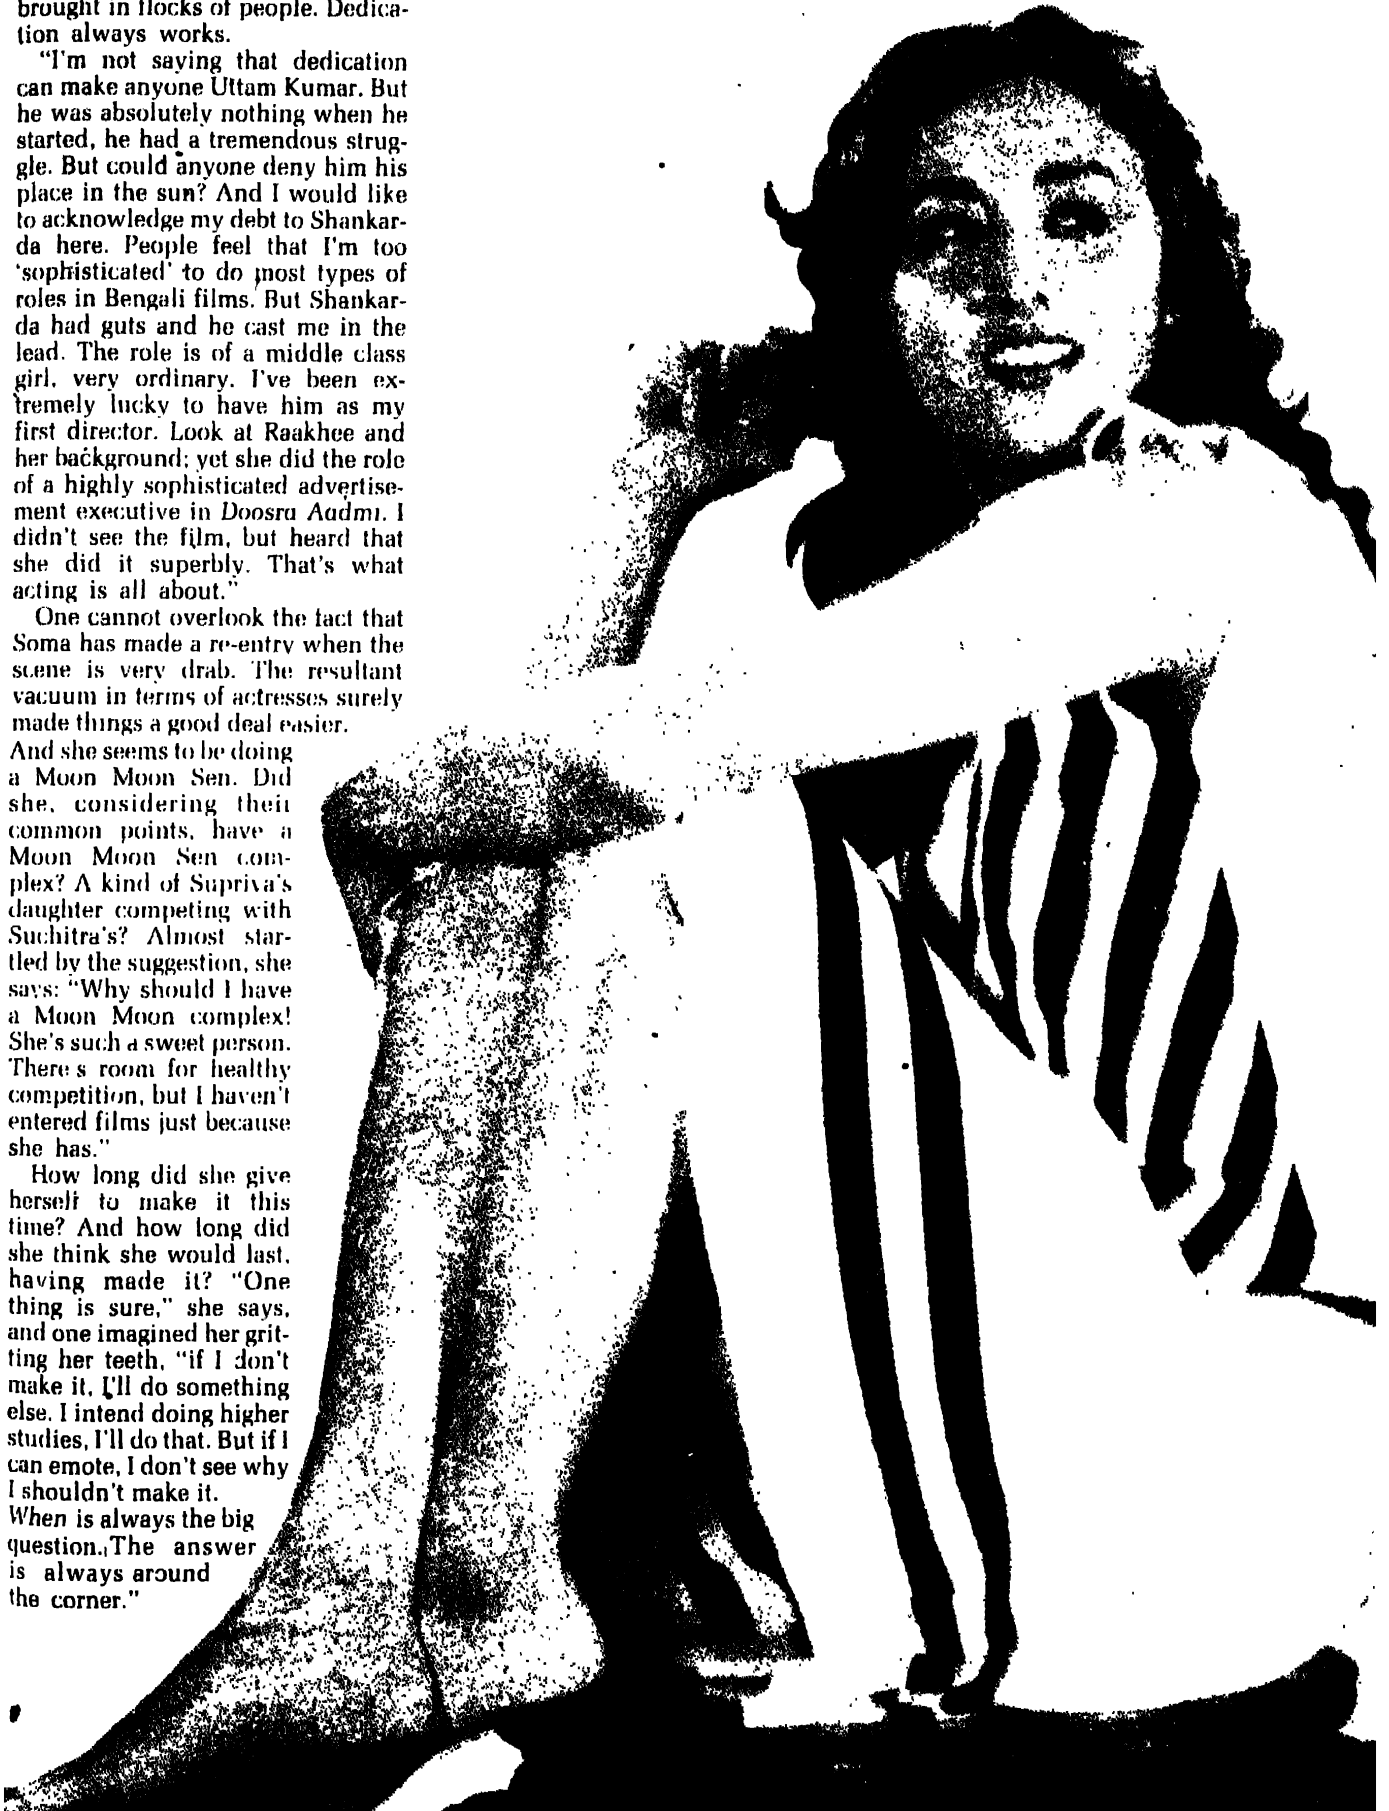 brought in flocks of people. Dedica-
tion always works.
"I'm not saying that dedication
can make anyone Uttam Kumar. But
he was absolutely nothing when he
started, he had a tremendous strug-
gle. But could anyone deny him his
place in the sun? And I would like
to acknowledge my debt to Shankar-
da here. People feel that I'm too
'sophisticated' to do most types of
roles in Bengali films. But Shankar-
da had guts and he cast me in the
lead. The role is of a middle class
girl, very ordinary. I've been ex-
tremely lucky to have him as my
first director. Look at Raakhee and
her background; yet she did the role
of a highly sophisticated advertise-
ment executive in Doosra Aadmi. I
didn't see the film, but heard that
she did it superbly. That's what
acting is all about."
One cannot overlook the fact that
Soma has made a re-entry when the
scene is very drab. The resultant
vacuum in terms of actresses surely
made things a good deal easier.
And she seems to be doing
a Moon Moon Sen. Did
she, considering their
common points, have a
Moon Moon Sen com-
plex? A kind of Supriya's
daughter competing with
Suchitra's? Almost star-
tled by the suggestion, she
says: "Why should I have
a Moon Moon complex!
She's such a sweet person.
There s room for healthy
competition, but I haven't
entered films just because
she has."
How long did she give
herself to make it this
time? And how long did
she think she would last,
having made it? "One
thing is sure," she says,
and one imagined her grit-
ting her teeth, "if I don't
make it, I'll do something
else. I intend doing higher
studies, I'll do that. But if I
can emote, I don't see why
I shouldn't make it.
When is always the big
question. The answer
is always around
the corner."